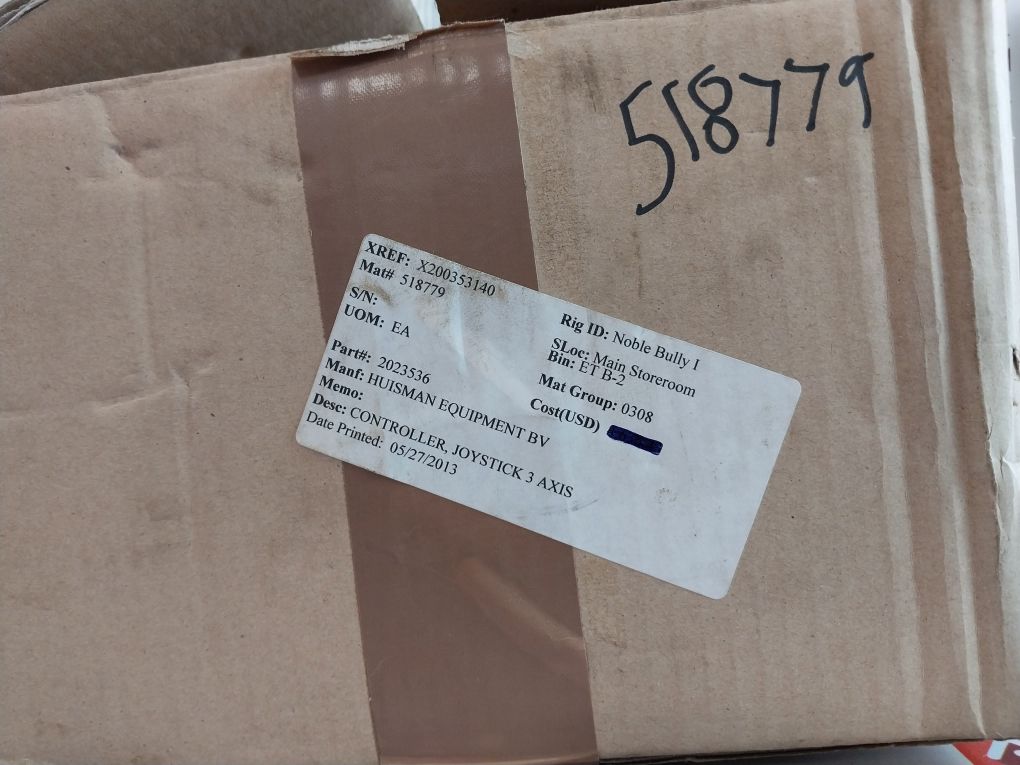 518779
XREF: X200353140
Mat# 518779
S/N:
UOM: EA
Part#: 2023536
Manf: HUISMAN EQUIPMENT BV
Memo:
Desc: CONTROLLER, JOYSTICK 3 AXIS
Date Printed: 05/27/2013
Rig ID: Noble Bully I
SLoc: Main Storeroom
Bin: ET B-2
Mat Group: 0308
Cost(USD)